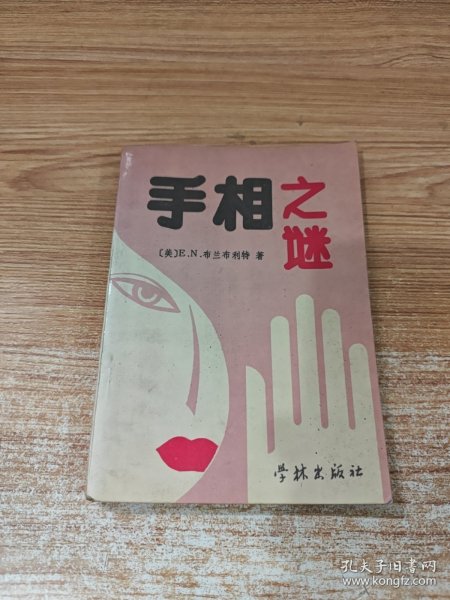 手相之
谜
〔美〕E.N.布兰布利特 著
学林出版社
孔夫子旧书网
www.kongfz.com